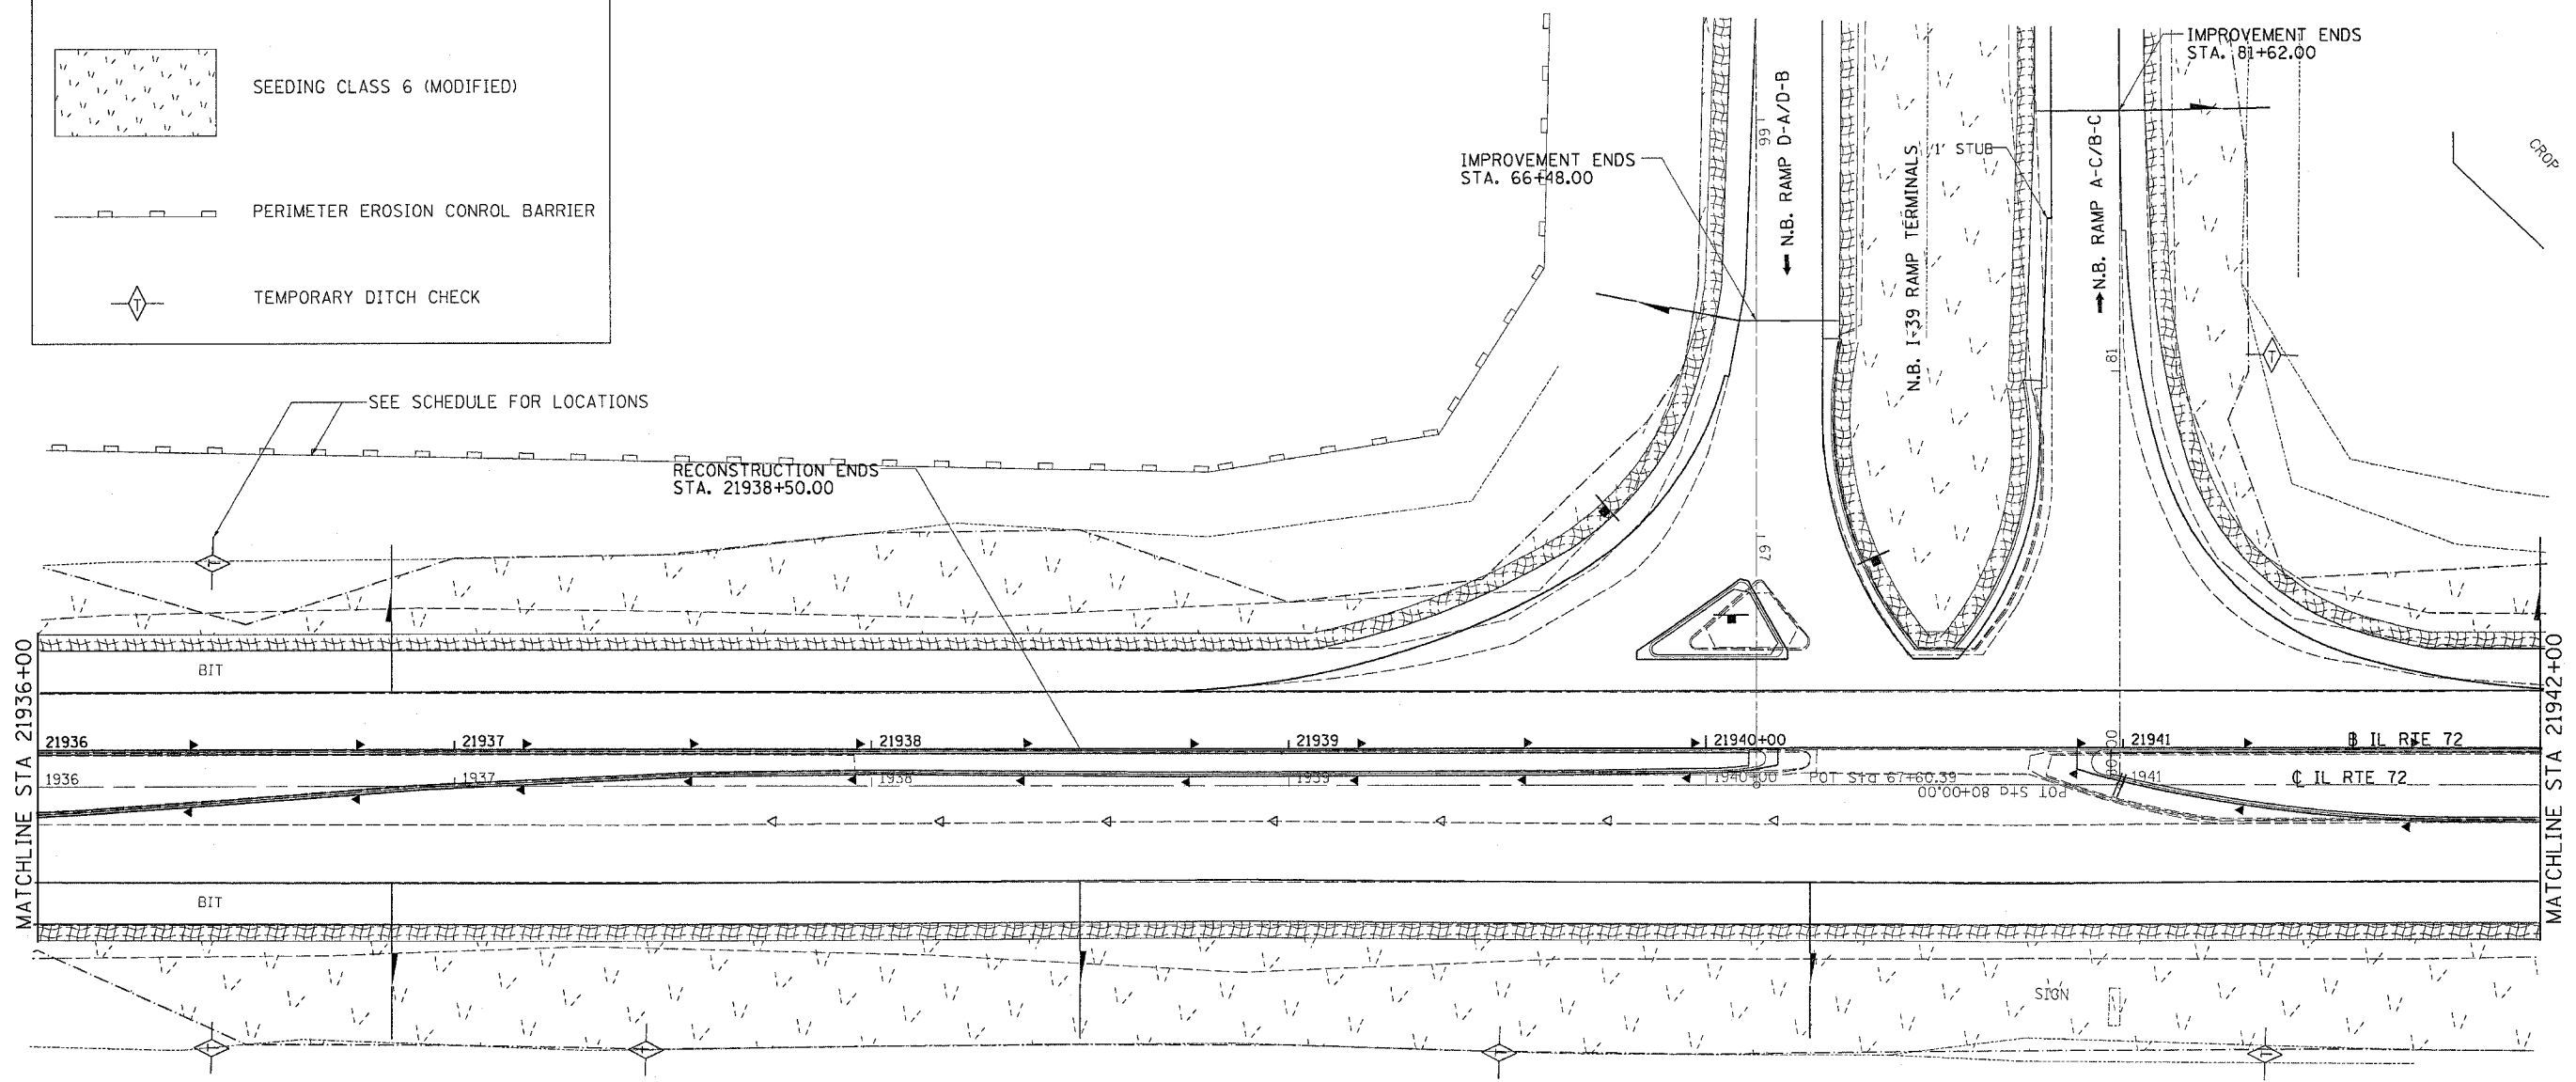 SEEDING CLASS 6 (MODIFIED)
PERIMETER EROSION CONROL BARRIER
T
TEMPORARY DITCH CHECK
IMPROVEMENT ENDS
STA. 81+62.00
CROP
IMPROVEMENT ENDS
STA. 66+48.00
66
N.B. RAMP D-A/D-B
N.B. I-39 RAMP TERMINALS
1' STUB
N.B. RAMP A-C/B-C
81
T
SEE SCHEDULE FOR LOCATIONS
RECONSTRUCTION ENDS
STA. 21938+50.00
T
67
MATCHLINE STA 21936+00
BIT
MATCHLINE STA 21942+00
21936
21937
21938
21939
21940+00
21941
B IL RTE 72
1936
1937
1938
1939
1940+00
POT Sta 67+60.39
POT Sta 80+00.00
1941
℄ IL RTE 72
BIT
SIGN
T
T
T
T